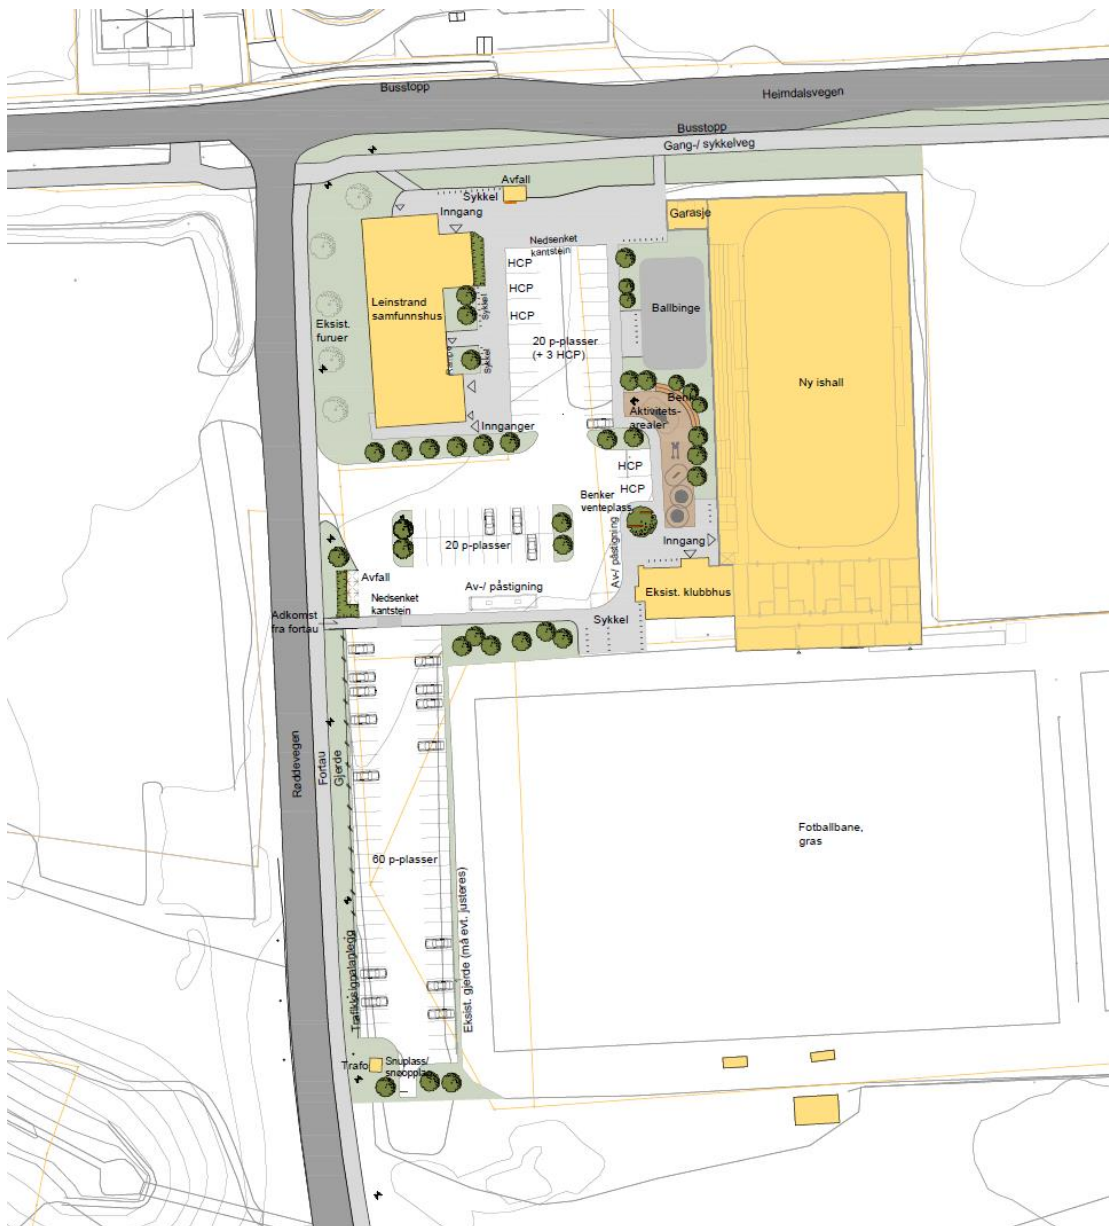 Busstopp
Heimdalsvegen
Busstopp
Gang-/ sykkelveg
Avfall
Sykkel
Inngang
Garasje
Nedsenket
kantstein
HCP
HCP
HCP
Sykkel
Leinstrand
samfunnshus
Ballbinge
Eksist.
furuer
20 p-plasser
(+ 3 HCP)
Rampe
Sykkel
Ny ishall
Benk
Aktivitets-
arealer
Innganger
HCP
HCP
Benker
venteplass
20 p-plasser
Av-/ påstigning
Inngang
Avfall
Av-/ påstigning
Eksist. klubbhus
Nedsenket
kantstein
Adkomst
fra fortau
Sykkel
Røddevegen
Fortau
Gjerde
Fotballbane,
gras
60 p-plasser
Eksist. gjerde (må evt. justeres)
Trafikksignalanlegg
Trafo
Snuplass/
snøopplag